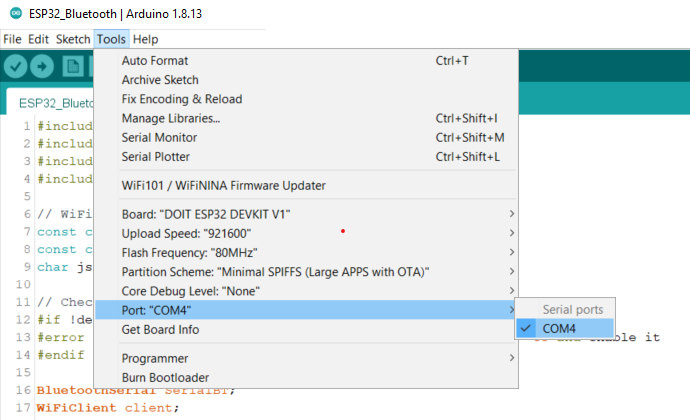 ESP32_Bluetooth | Arduino 1.8.13
File Edit Sketch Tools Help
Auto Format Ctrl+T
Archive Sketch
ESP32_Blueto
Fix Encoding & Reload
Manage Libraries... Ctrl+Shift+I
Serial Monitor Ctrl+Shift+M
Serial Plotter Ctrl+Shift+L
WiFi101 / WiFiNINA Firmware Updater
Board: "DOIT ESP32 DEVKIT V1"
Upload Speed: "921600"
Flash Frequency: "80MHz"
Partition Scheme: "Minimal SPIFFS (Large APPS with OTA)"
Core Debug Level: "None"
Port: "COM4"
Serial ports
COM4
Get Board Info
Programmer
Burn Bootloader
1 #includ
2 #includ
3 #includ
4 #includ
5
6 // WiFi
7 const c
8 const c
9 char js
10
11 // Chec
12 #if !de
13 #error and enable it
14 #endif
15
16 BluetoothSerial SerialBT;
17 WiFiClient client;